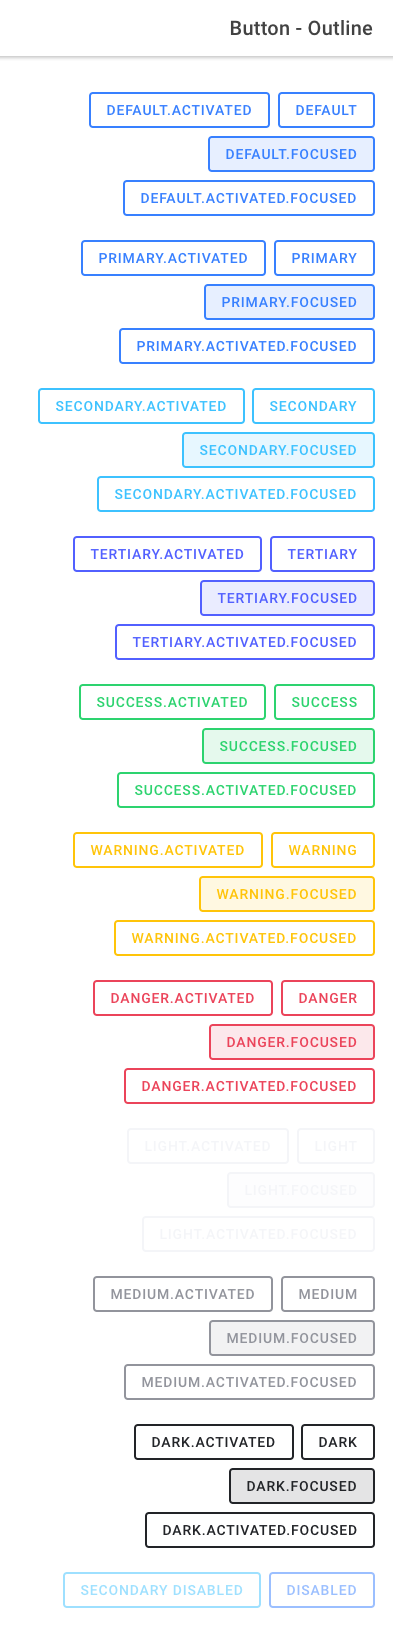 Button - Outline
DEFAULT.ACTIVATED DEFAULT
DEFAULT.FOCUSED
DEFAULT.ACTIVATED.FOCUSED
PRIMARY.ACTIVATED PRIMARY
PRIMARY.FOCUSED
PRIMARY.ACTIVATED.FOCUSED
SECONDARY.ACTIVATED SECONDARY
SECONDARY.FOCUSED
SECONDARY.ACTIVATED.FOCUSED
TERTIARY.ACTIVATED TERTIARY
TERTIARY.FOCUSED
TERTIARY.ACTIVATED.FOCUSED
SUCCESS.ACTIVATED SUCCESS
SUCCESS.FOCUSED
SUCCESS.ACTIVATED.FOCUSED
WARNING.ACTIVATED WARNING
WARNING.FOCUSED
WARNING.ACTIVATED.FOCUSED
DANGER.ACTIVATED DANGER
DANGER.FOCUSED
DANGER.ACTIVATED.FOCUSED
LIGHT.ACTIVATED LIGHT
LIGHT.FOCUSED
LIGHT.ACTIVATED.FOCUSED
MEDIUM.ACTIVATED MEDIUM
MEDIUM.FOCUSED
MEDIUM.ACTIVATED.FOCUSED
DARK.ACTIVATED DARK
DARK.FOCUSED
DARK.ACTIVATED.FOCUSED
SECONDARY DISABLED DISABLED